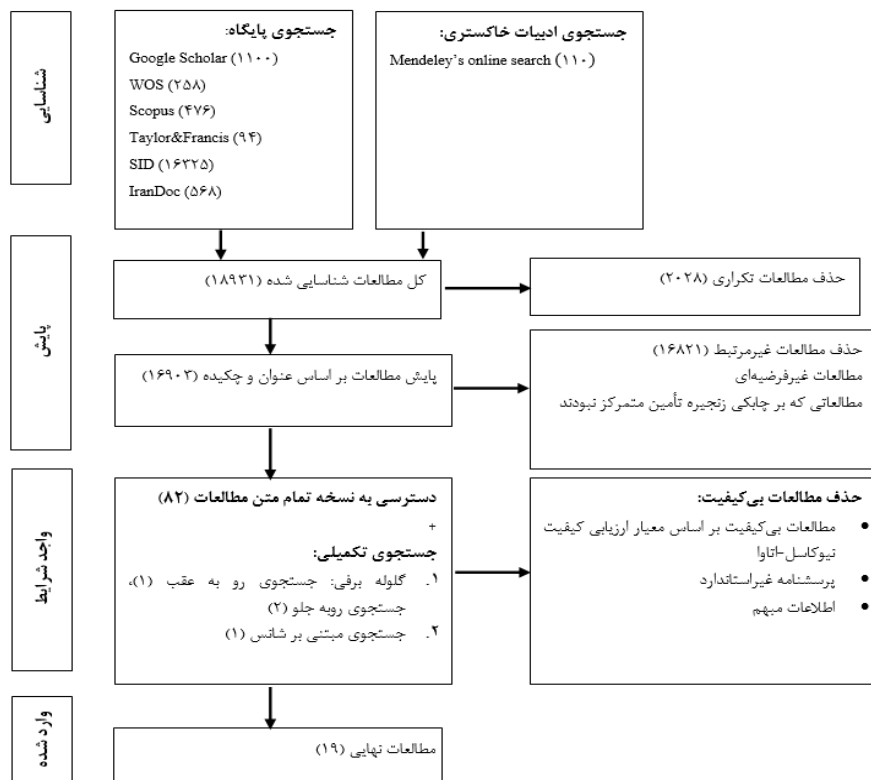 شناسایی
جستجوی ادبیات خاکستری:
Mendeley's online search (۱۱۰)
جستجوی پایگاه:
Google Scholar (۱۱۰۰)
WOS (۲۵۸)
Scopus (۴۷۶)
Taylor&Francis (۹۴)
SID (۱۶۳۲۵)
IranDoc (۵۶۸)
پایش
کل مطالعات شناسایی شده (۱۸۹۳۱)
حذف مطالعات تکراری (۲۰۲۸)
پایش مطالعات بر اساس عنوان و چکیده (۱۶۹۰۳)
حذف مطالعات غیرمرتبط (۱۶۸۲۱)
مطالعات غیرفرضیه‌ای
مطالعاتی که بر چابکی زنجیره تأمین متمرکز نبودند
واجد شرایط
دسترسی به نسخه تمام متن مطالعات (۸۲)
+
جستجوی تکمیلی:
۱. گلوله برفی: جستجوی رو به عقب (۱)،
جستجوی روبه جلو (۲)
۲. جستجوی مبتنی بر شانس (۱)
حذف مطالعات بی‌کیفیت:
• مطالعات بی‌کیفیت بر اساس معیار ارزیابی کیفیت
نیوکاسل-اتاوا
• پرسشنامه غیراستاندارد
• اطلاعات مبهم
وارد شده
مطالعات نهایی (۱۹)